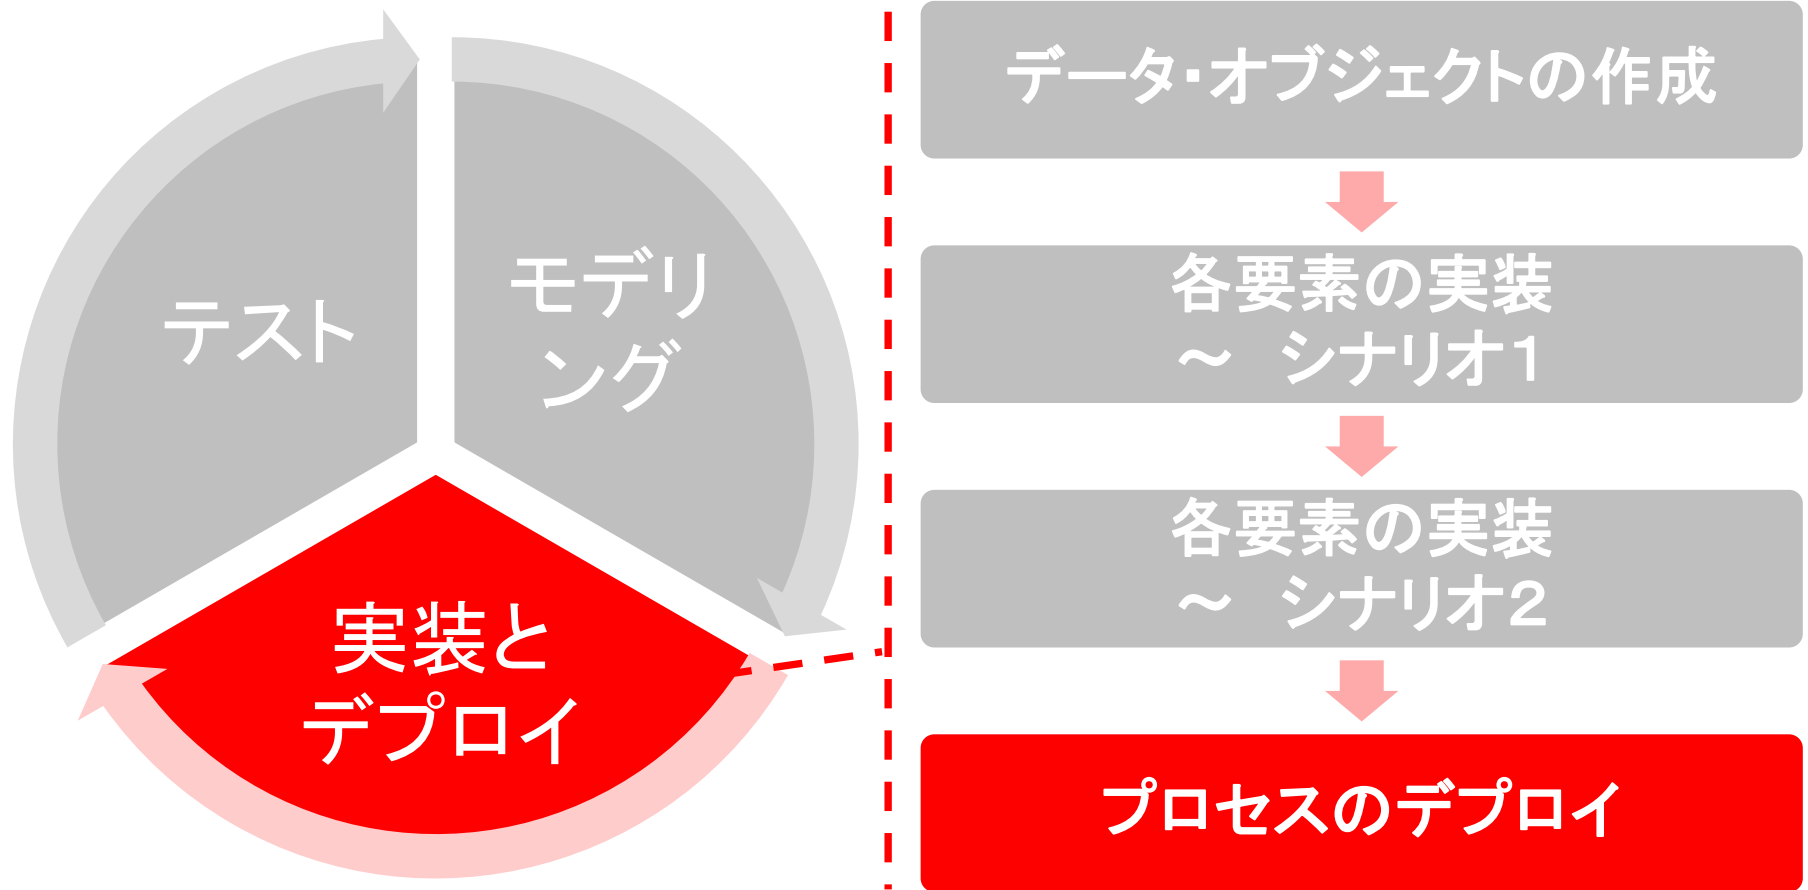 テスト
モデリ
ング
実装と
デプロイ
データ・オブジェクトの作成
各要素の実装
～　シナリオ１
各要素の実装
～　シナリオ２
プロセスのデプロイ